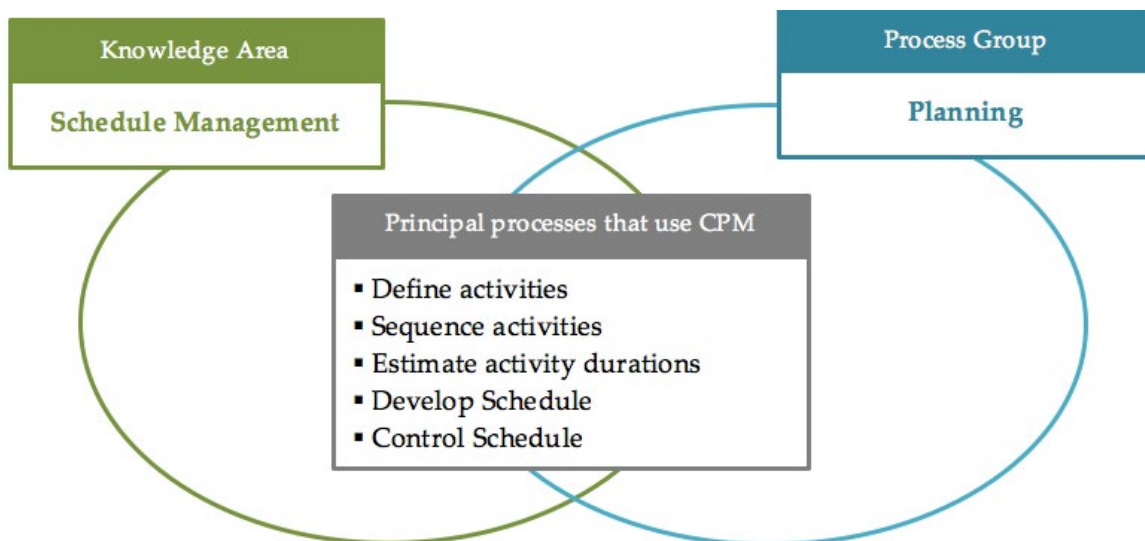 Knowledge Area
Schedule Management
Process Group
Planning
Principal processes that use CPM
▪ Define activities
▪ Sequence activities
▪ Estimate activity durations
▪ Develop Schedule
▪ Control Schedule